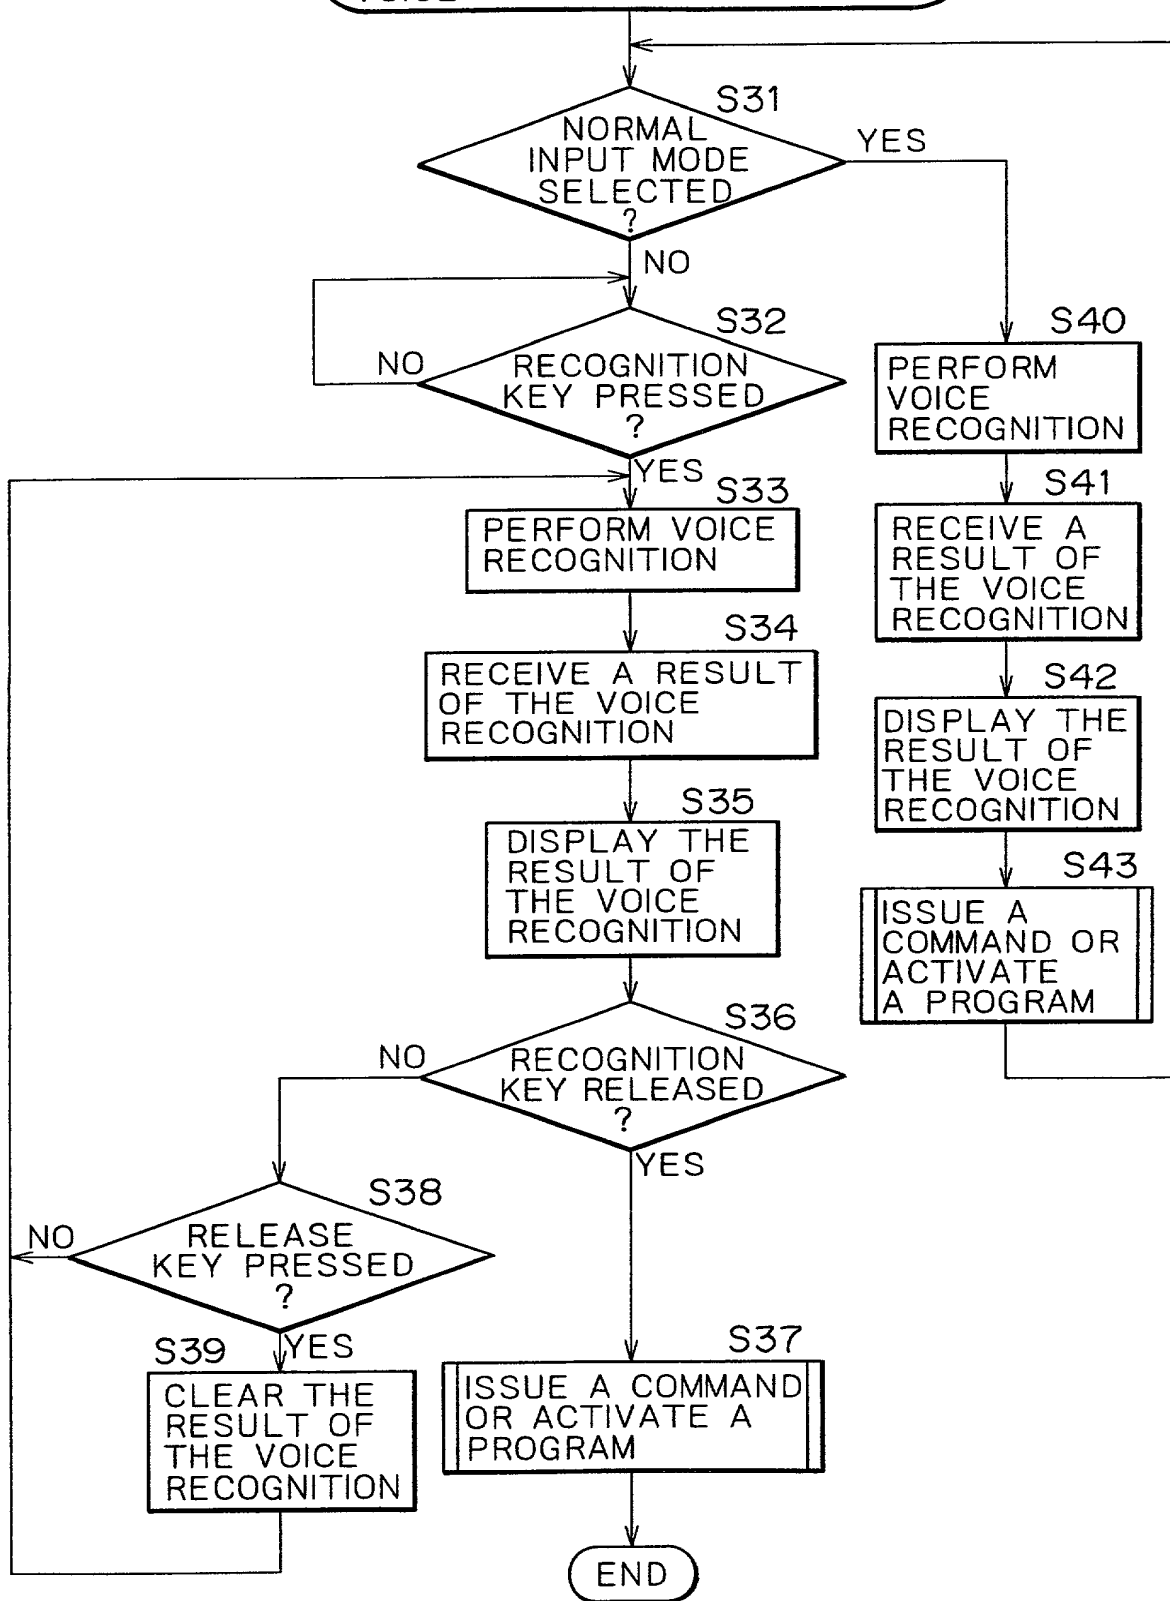 S31
NORMAL
INPUT MODE
SELECTED
?
YES
NO
S32
RECOGNITION
KEY PRESSED
?
NO
YES
S33
PERFORM VOICE
RECOGNITION
S34
RECEIVE A RESULT
OF THE VOICE
RECOGNITION
S35
DISPLAY THE
RESULT OF
THE VOICE
RECOGNITION
S36
RECOGNITION
KEY RELEASED
?
NO
YES
S38
RELEASE
KEY PRESSED
?
NO
YES
S39
CLEAR THE
RESULT OF
THE VOICE
RECOGNITION
S37
ISSUE A COMMAND
OR ACTIVATE A
PROGRAM
END
S40
PERFORM
VOICE
RECOGNITION
S41
RECEIVE A
RESULT OF
THE VOICE
RECOGNITION
S42
DISPLAY THE
RESULT OF
THE VOICE
RECOGNITION
S43
ISSUE A
COMMAND OR
ACTIVATE
A PROGRAM